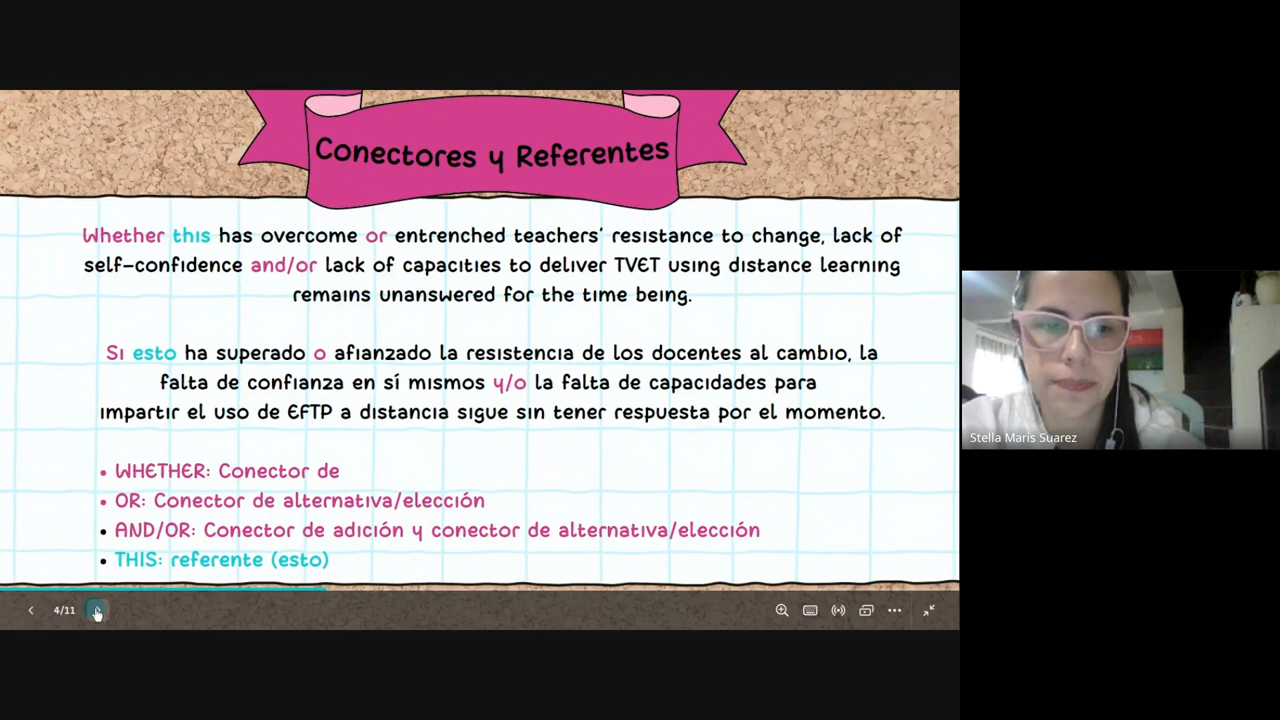 Conectores y Referentes
Whether this has overcome or entrenched teachers' resistance to change, lack of
self-confidence and/or lack of capacities to deliver TVET using distance learning
remains unanswered for the time being.
Si esto ha superado o afianzado la resistencia de los docentes al cambio, la
falta de confianza en sí mismos y/o la falta de capacidades para
impartir el uso de EFTP a distancia sigue sin tener respuesta por el momento.
• WHETHER: Conector de
• OR: Conector de alternativa/elección
• AND/OR: Conector de adición y conector de alternativa/elección
• THIS: referente (esto)
4/11
Stella Maris Suarez